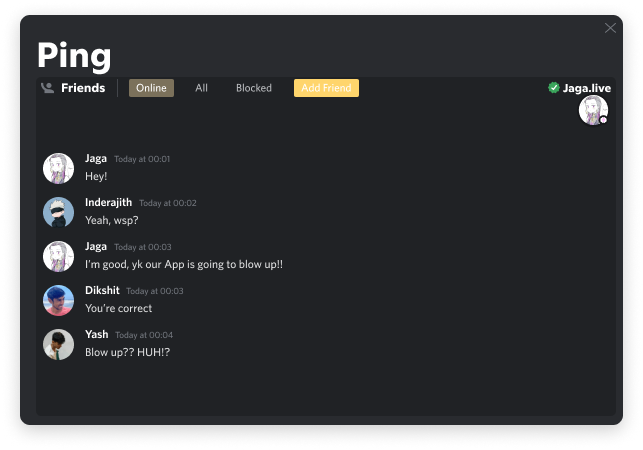 Ping
Friends Online All Blocked Add Friend Jaga.live
Jaga Today at 00:01
Hey!
Inderajith Today at 00:02
Yeah, wsp?
Jaga Today at 00:03
I'm good, yk our App is going to blow up!!
Dikshit Today at 00:03
You're correct
Yash Today at 00:04
Blow up?? HUH!?